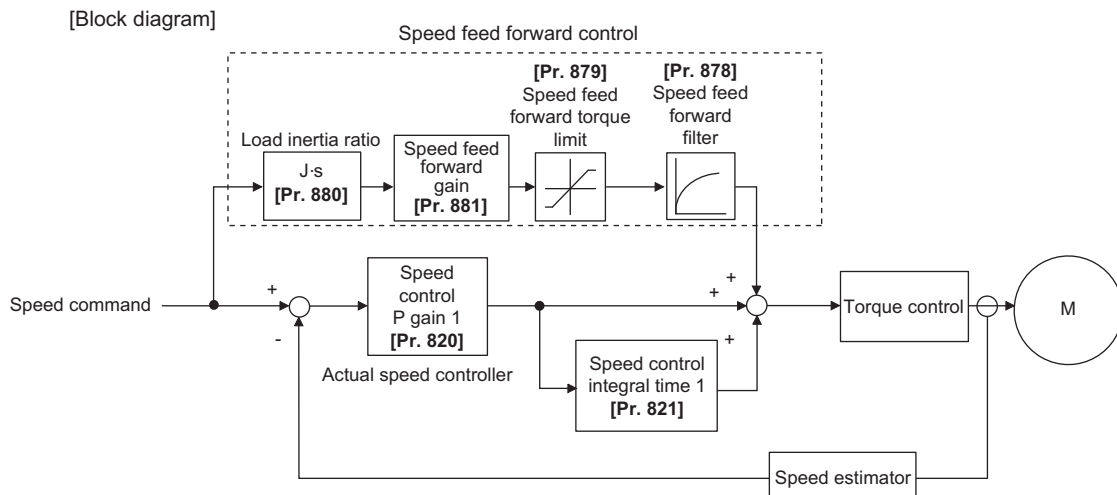 [Block diagram]
Speed feed forward control
[Pr. 879]
Speed feed
forward torque
limit
[Pr. 878]
Speed feed
forward
filter
Load inertia ratio
J·s
[Pr. 880]
Speed feed
forward
gain
[Pr. 881]
Speed command
+
-
Speed
control
P gain 1
[Pr. 820]
Actual speed controller
+
+
+
Speed control
integral time 1
[Pr. 821]
Torque control
M
Speed estimator